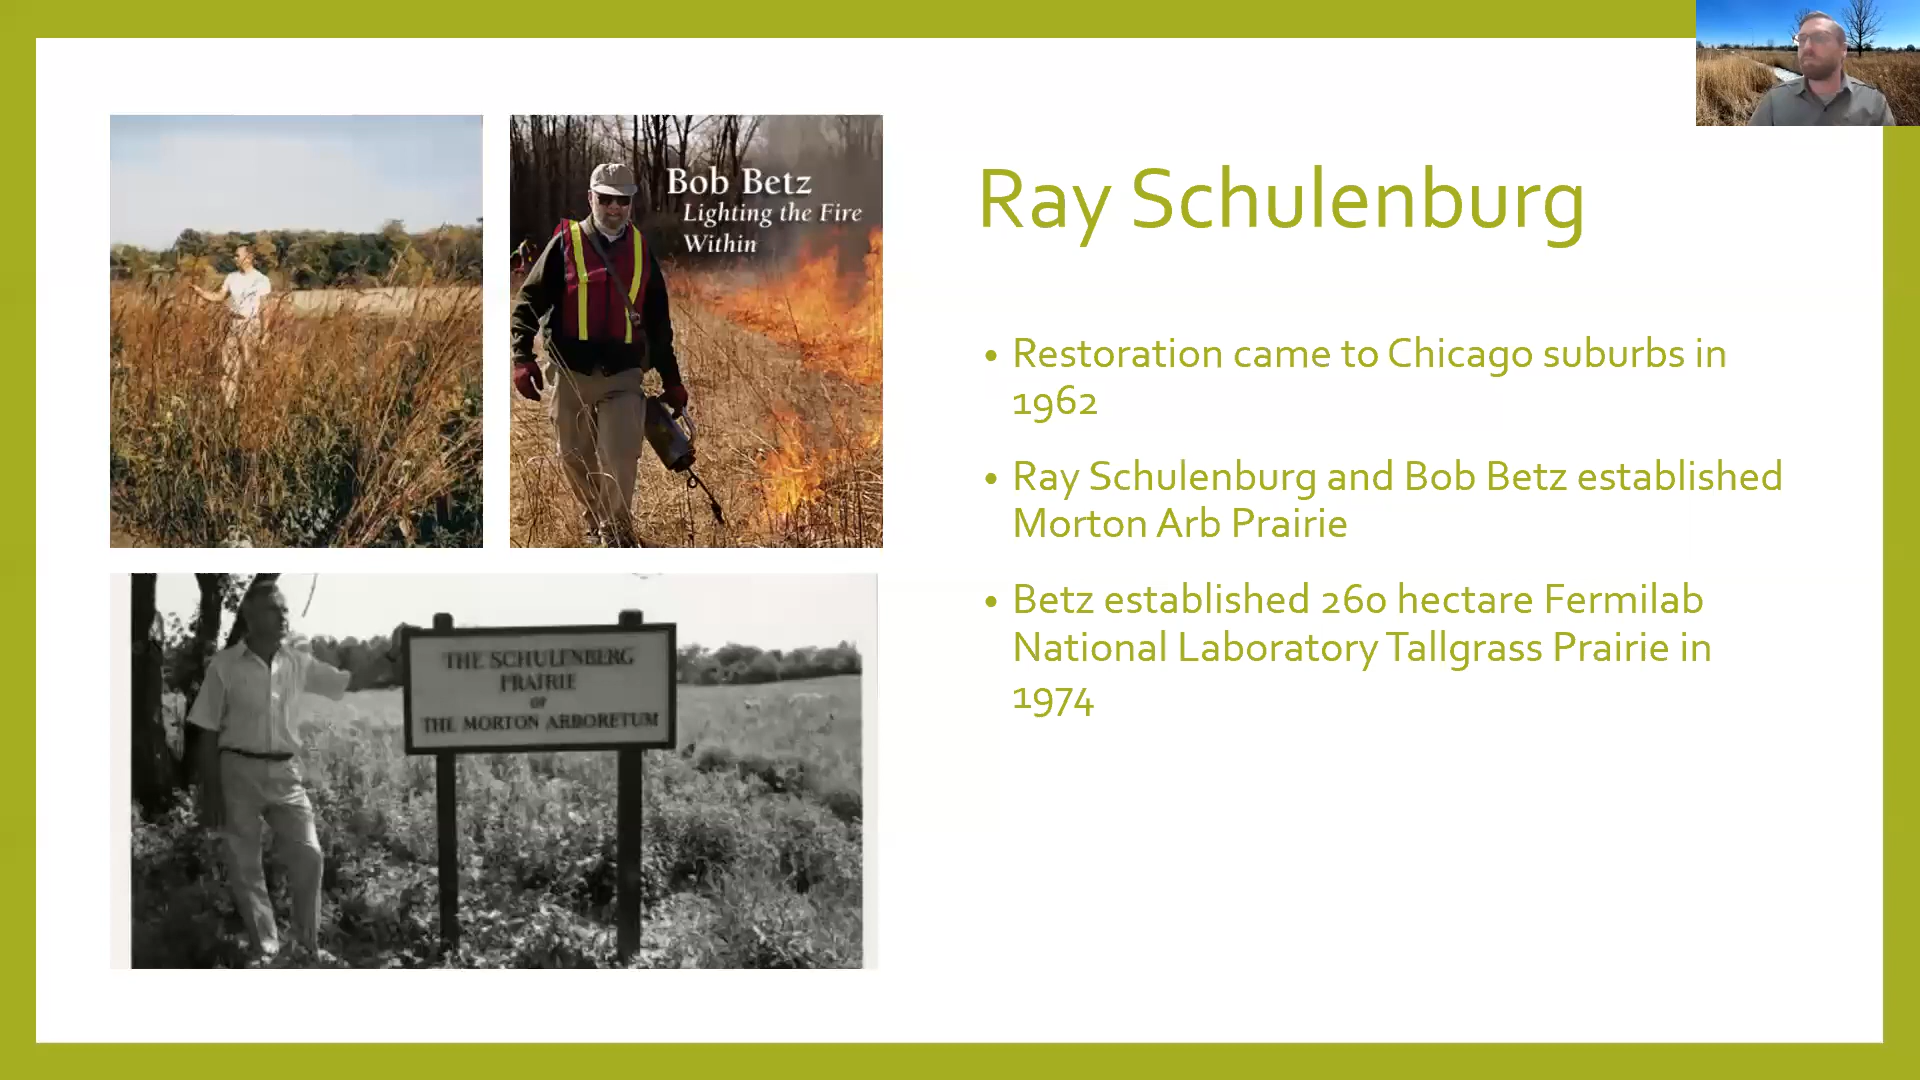 Bob Betz
Lighting the Fire
Within
THE SCHULENBERG
PRAIRIE
OF
THE MORTON ARBORETUM
Ray Schulenburg
• Restoration came to Chicago suburbs in
1962
• Ray Schulenburg and Bob Betz established
Morton Arb Prairie
• Betz established 260 hectare Fermilab
National Laboratory Tallgrass Prairie in
1974